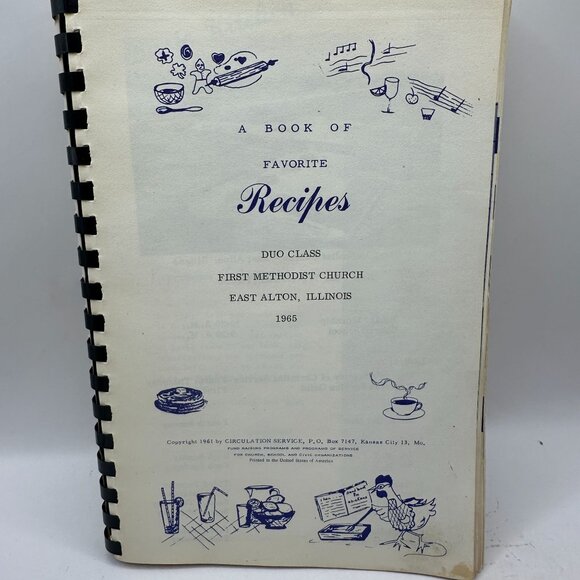 A BOOK OF
FAVORITE
Recipes
DUO CLASS
FIRST METHODIST CHURCH
EAST ALTON, ILLINOIS
1965
Copyright 1961 by CIRCULATION SERVICE, P.O. Box 7147, Kansas City 13, Mo.
FUND RAISING PROGRAMS AND PROGRAMS OF SERVICE
FOR CHURCH, SCHOOL AND CIVIC ORGANIZATIONS
Printed in the United States of America